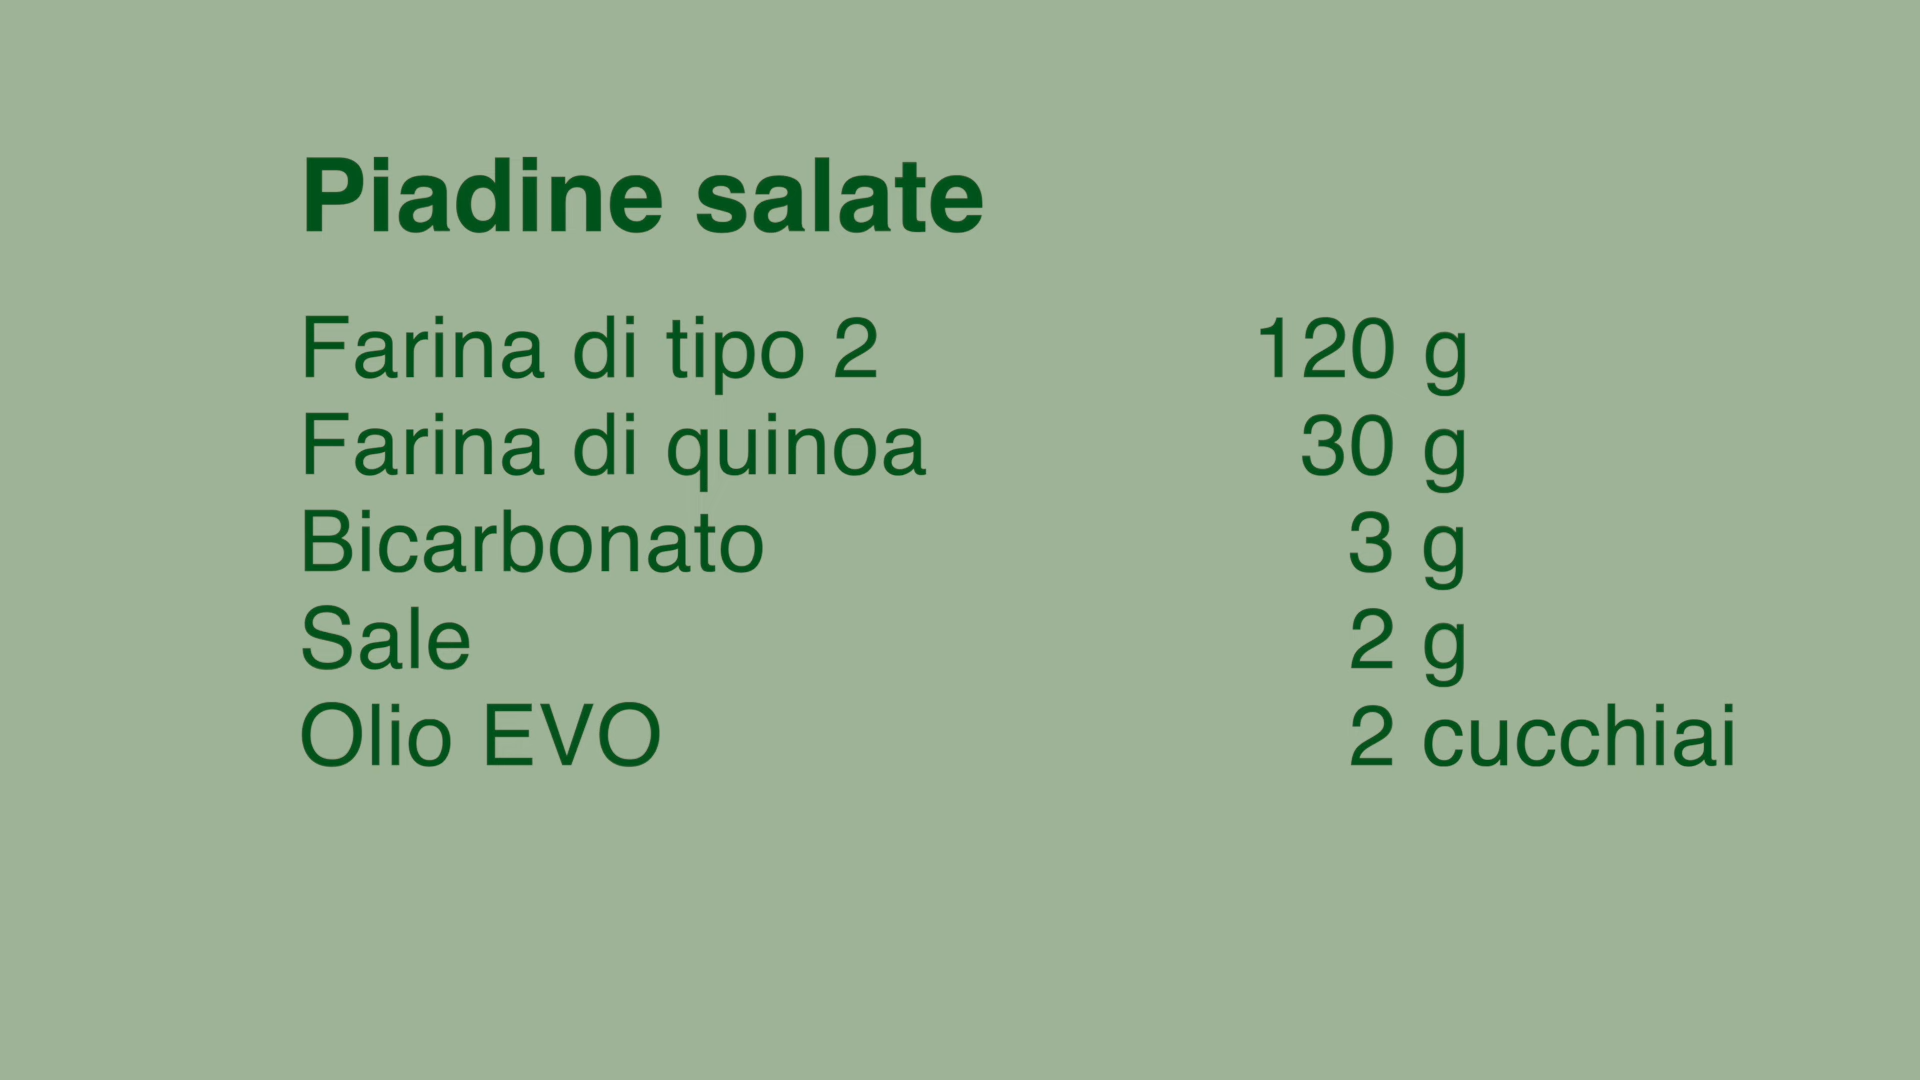 Piadine salate
Farina di tipo 2 120 g
Farina di quinoa 30 g
Bicarbonato 3 g
Sale 2 g
Olio EVO 2 cucchiai